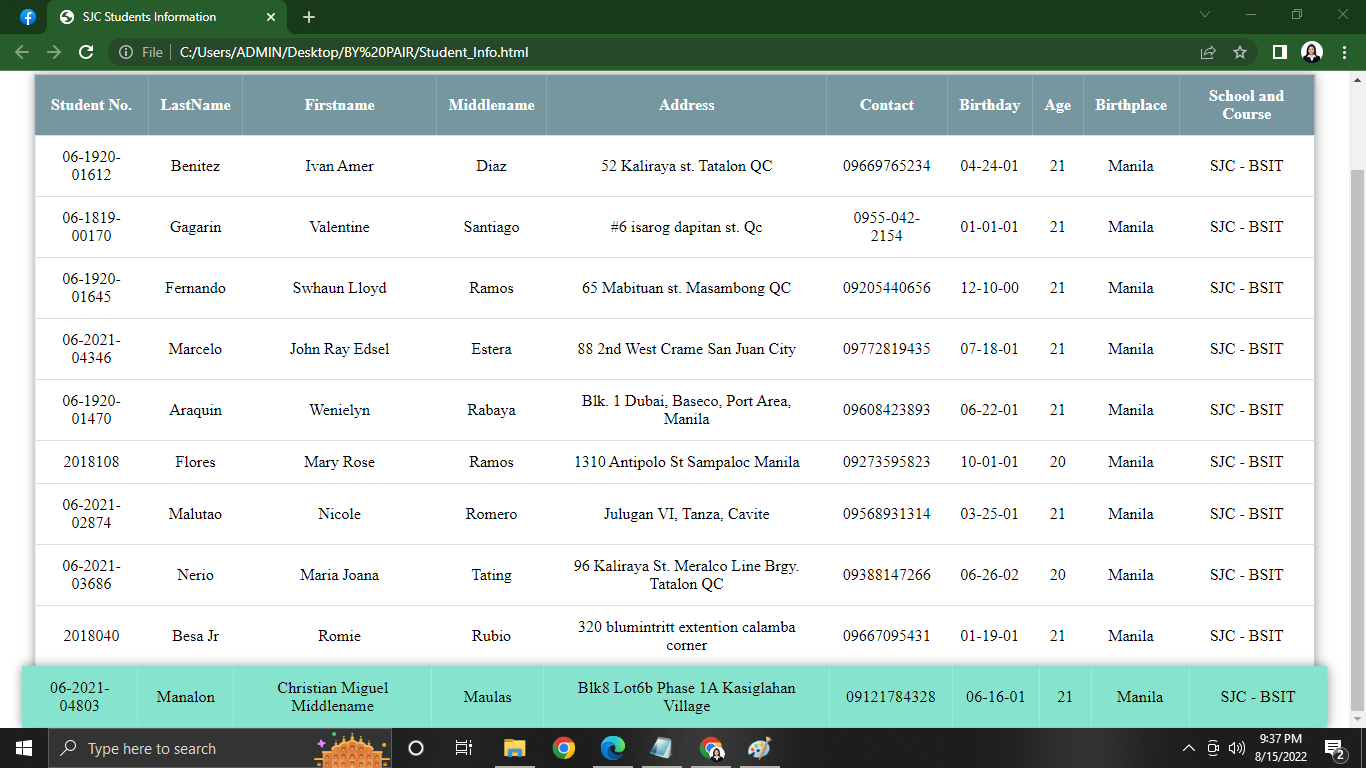 SJC Students Information
File C:/Users/ADMIN/Desktop/BY%20PAIR/Student_Info.html
Student No. LastName Firstname Middlename Address Contact Birthday Age Birthplace School and
Course
06-1920-
01612 Benitez Ivan Amer Diaz 52 Kaliraya st. Tatalon QC 09669765234 04-24-01 21 Manila SJC - BSIT
06-1819-
00170 Gagarin Valentine Santiago #6 isarog dapitan st. Qc 0955-042-
2154 01-01-01 21 Manila SJC - BSIT
06-1920-
01645 Fernando Swhaun Lloyd Ramos 65 Mabituan st. Masambong QC 09205440656 12-10-00 21 Manila SJC - BSIT
06-2021-
04346 Marcelo John Ray Edsel Estera 88 2nd West Crame San Juan City 09772819435 07-18-01 21 Manila SJC - BSIT
06-1920-
01470 Araquin Wenielyn Rabaya Blk. 1 Dubai, Baseco, Port Area,
Manila 09608423893 06-22-01 21 Manila SJC - BSIT
2018108 Flores Mary Rose Ramos 1310 Antipolo St Sampaloc Manila 09273595823 10-01-01 20 Manila SJC - BSIT
06-2021-
02874 Malutao Nicole Romero Julugan VI, Tanza, Cavite 09568931314 03-25-01 21 Manila SJC - BSIT
06-2021-
03686 Nerio Maria Joana Tating 96 Kaliraya St. Meralco Line Brgy.
Tatalon QC 09388147266 06-26-02 20 Manila SJC - BSIT
2018040 Besa Jr Romie Rubio 320 blumintritt extention calamba
corner 09667095431 01-19-01 21 Manila SJC - BSIT
06-2021-
04803 Manalon Christian Miguel
Middlename Maulas Blk8 Lot6b Phase 1A Kasiglahan
Village 09121784328 06-16-01 21 Manila SJC - BSIT
Type here to search
9:37 PM
8/15/2022
2